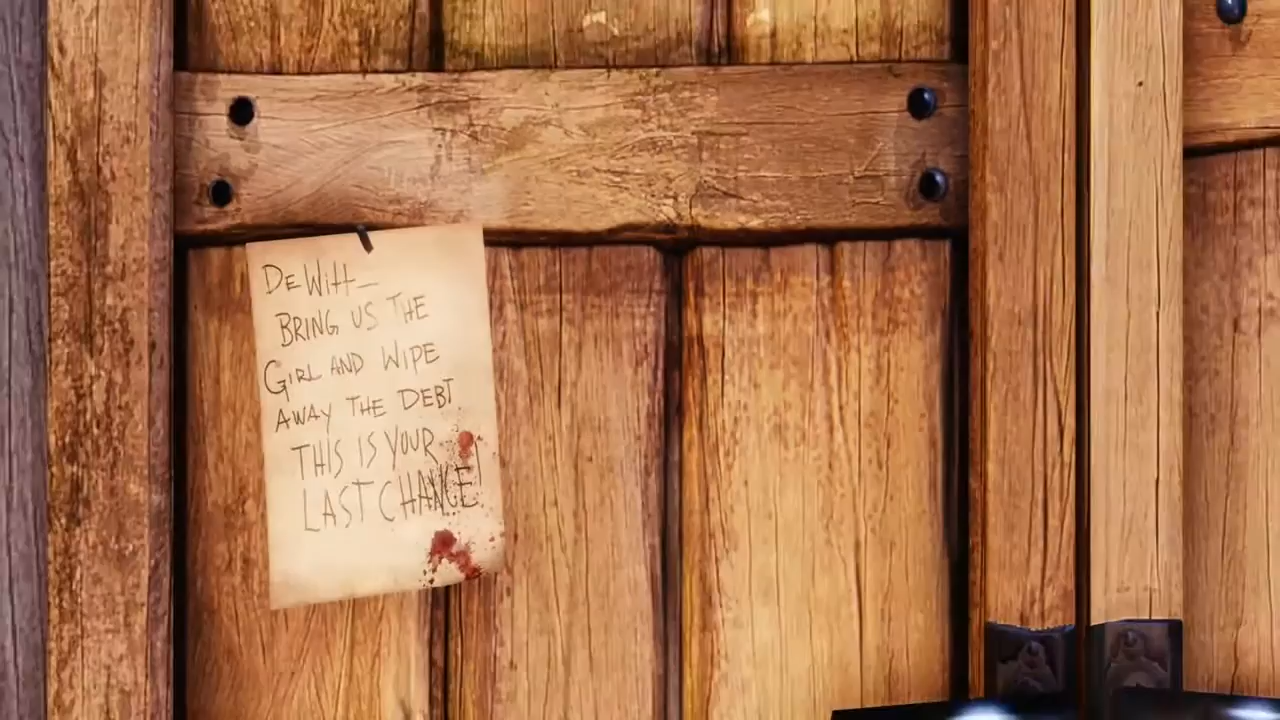 DeWitt—
BRING US THE
GIRL AND WIPE
AWAY THE DEBT
THIS IS YOUR
LAST CHANCE!